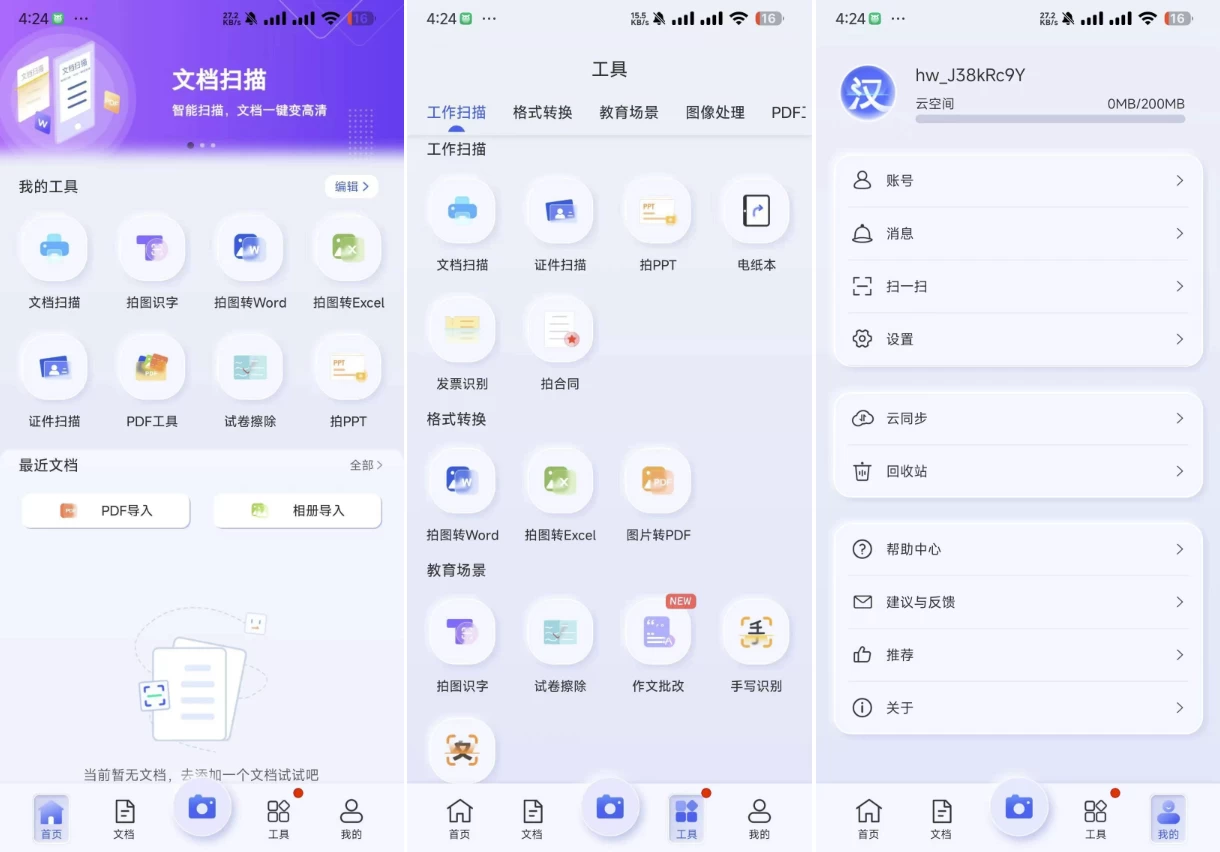 4:24 ··· 27.2 KB/s 16
文档扫描
智能扫描，文档一键变高清
我的工具 编辑 >
文档扫描 拍图识字 拍图转Word 拍图转Excel
证件扫描 PDF工具 试卷擦除 拍PPT
最近文档 全部 >
PDF导入 相册导入
当前暂无文档，去添加一个文档试试吧
首页 文档 工具 我的
4:24 ··· 15.5 KB/s 16
工具
工作扫描 格式转换 教育场景 图像处理 PDF
工作扫描
文档扫描 证件扫描 拍PPT 电纸本
发票识别 拍合同
格式转换
拍图转Word 拍图转Excel 图片转PDF
教育场景
NEW
拍图识字 试卷擦除 作文批改 手写识别
首页 文档 工具 我的
4:24 ··· 27.2 KB/s 16
汉 hw_J38kRc9Y
云空间 0MB/200MB
账号
消息
扫一扫
设置
云同步
回收站
帮助中心
建议与反馈
推荐
关于
首页 文档 工具 我的